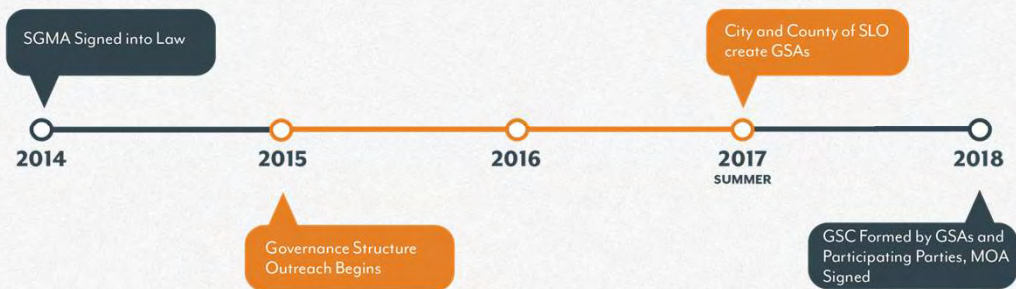 SGMA Signed into Law
City and County of SLO
create GSAs
2014
2015
2016
2017
SUMMER
2018
Governance Structure
Outreach Begins
GSC Formed by GSAs and
Participating Parties, MOA
Signed